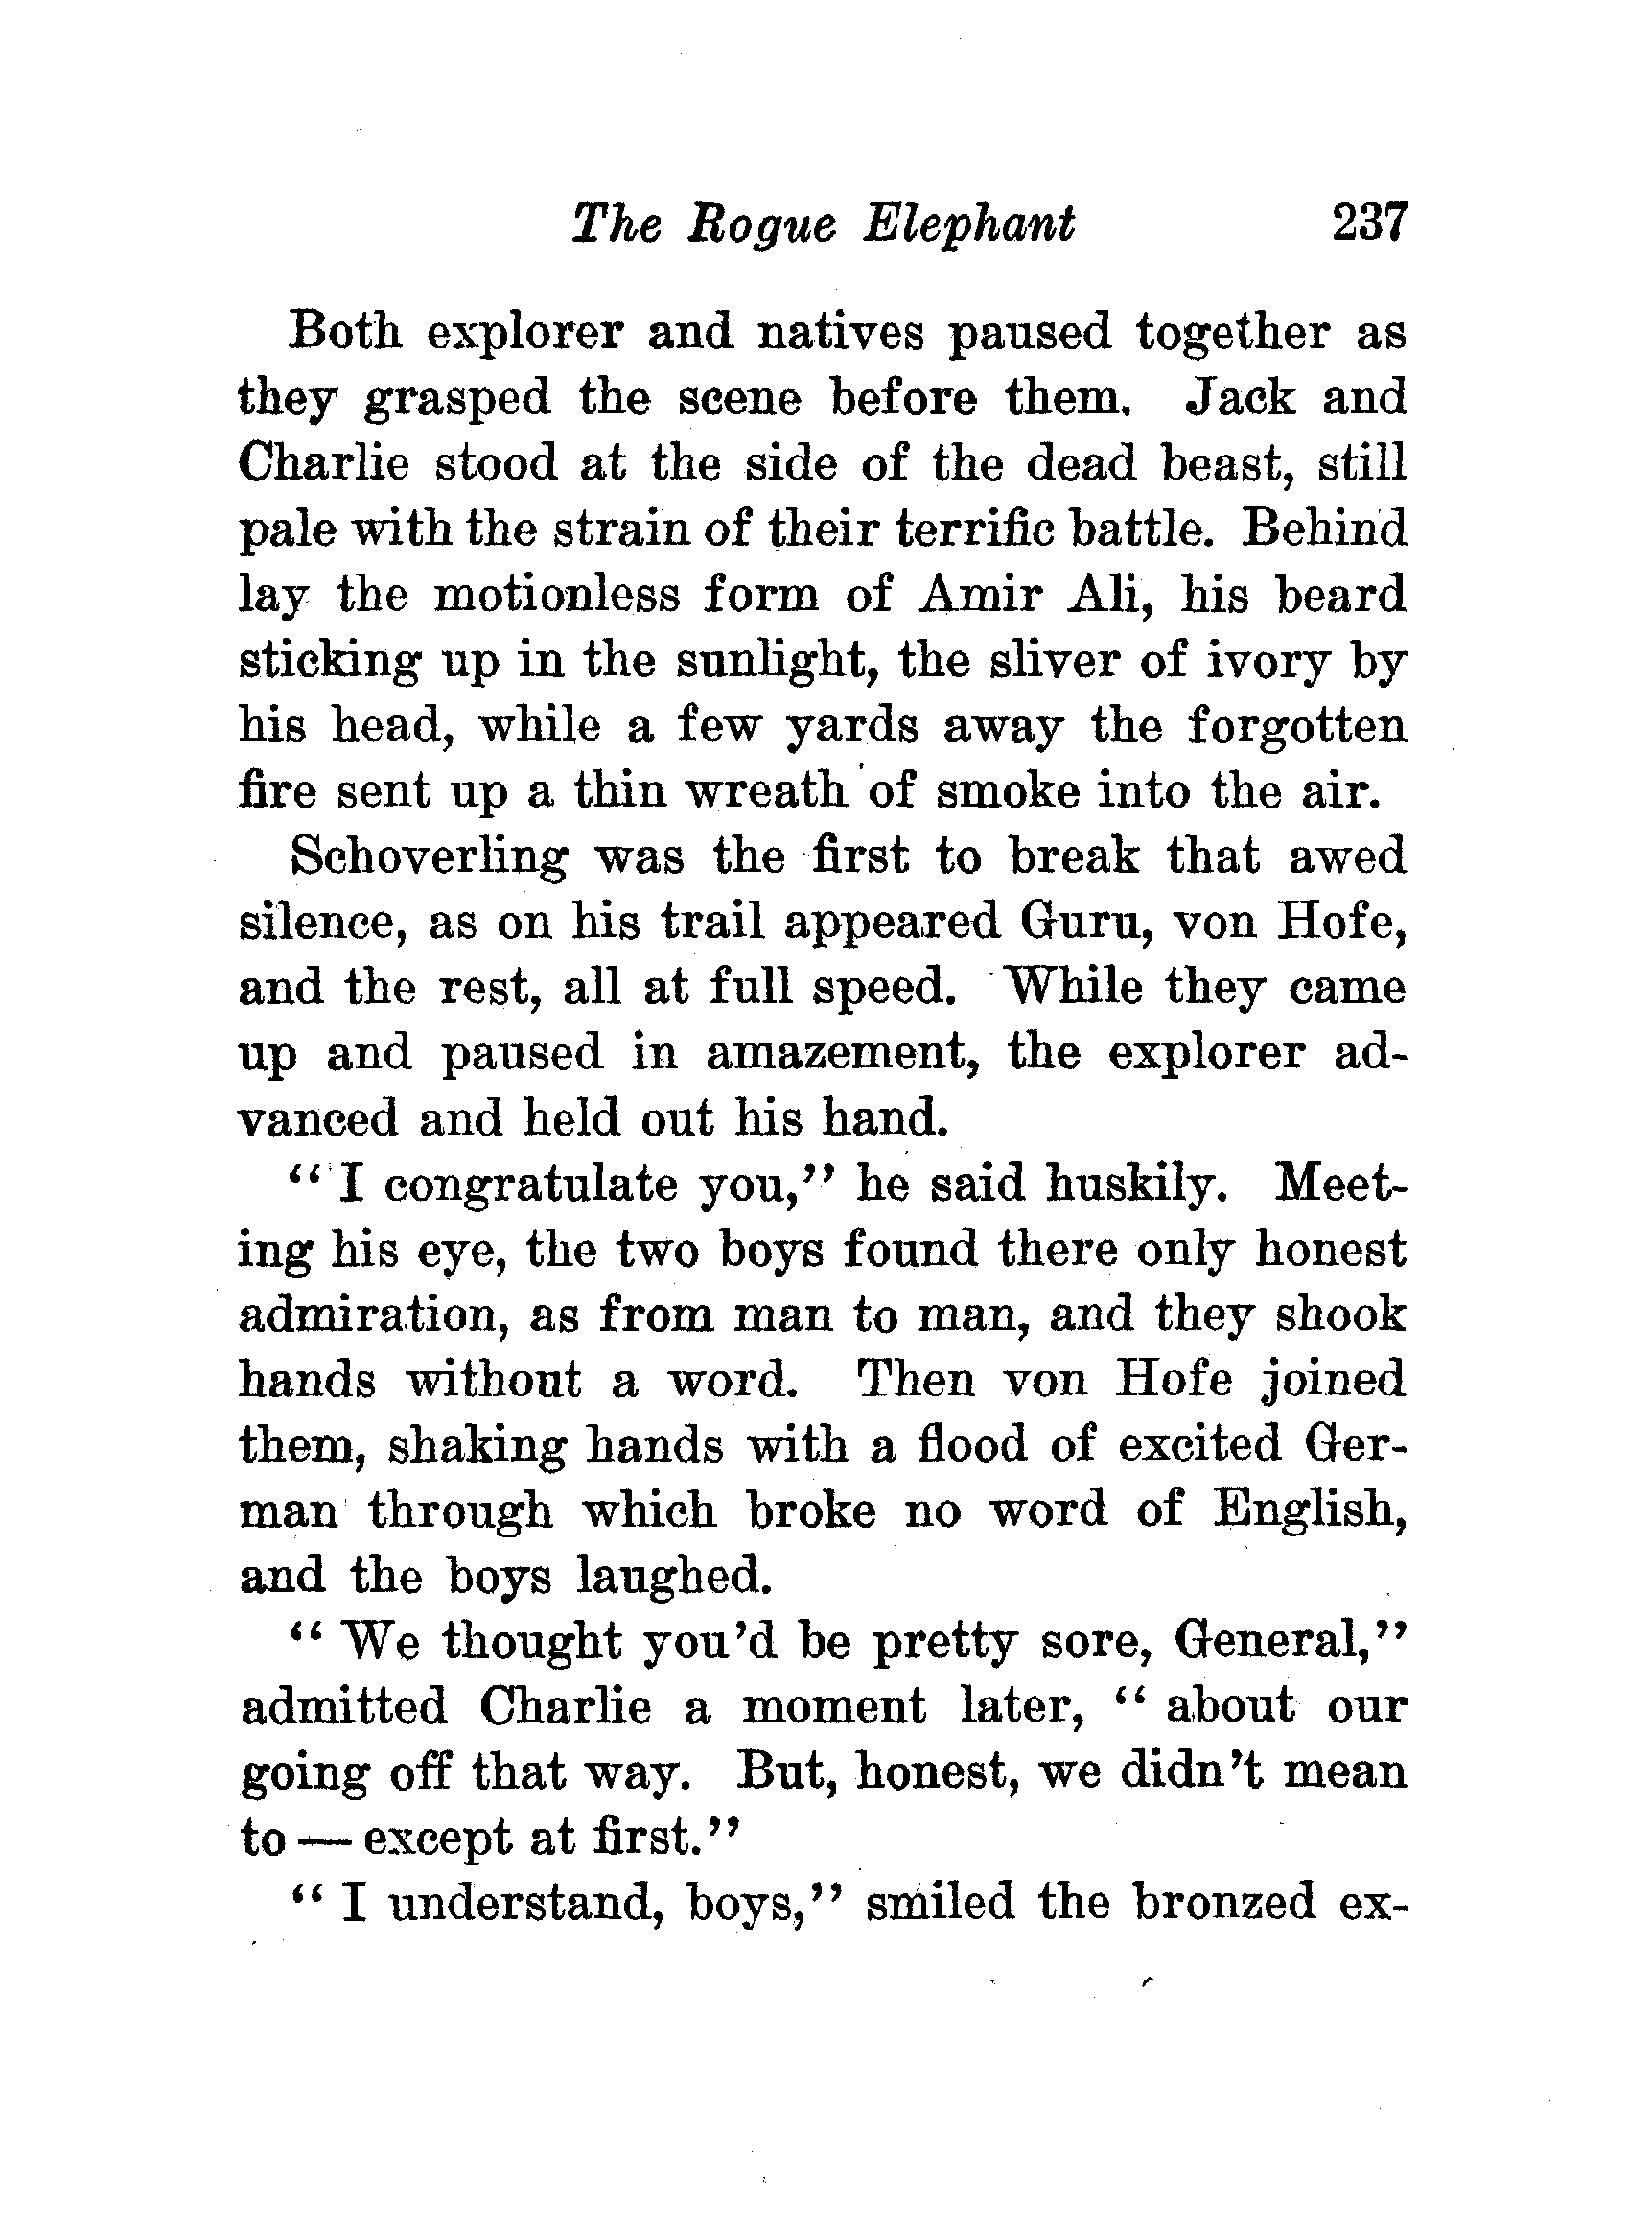 The Rogue Elephant 237
Both explorer and natives paused together as
they grasped the scene before them. Jack and
Charlie stood at the side of the dead beast, still
pale with the strain of their terrific battle. Behind
lay the motionless form of Amir Ali, his beard
sticking up in the sunlight, the sliver of ivory by
his head, while a few yards away the forgotten
fire sent up a thin wreath of smoke into the air.
Schoverling was the first to break that awed
silence, as on his trail appeared Guru, von Hofe,
and the rest, all at full speed. While they came
up and paused in amazement, the explorer ad-
vanced and held out his hand.
"I congratulate you," he said huskily. Meet-
ing his eye, the two boys found there only honest
admiration, as from man to man, and they shook
hands without a word. Then von Hofe joined
them, shaking hands with a flood of excited Ger-
man through which broke no word of English,
and the boys laughed.
"We thought you'd be pretty sore, General,"
admitted Charlie a moment later, "about our
going off that way. But, honest, we didn't mean
to — except at first."
"I understand, boys," smiled the bronzed ex-